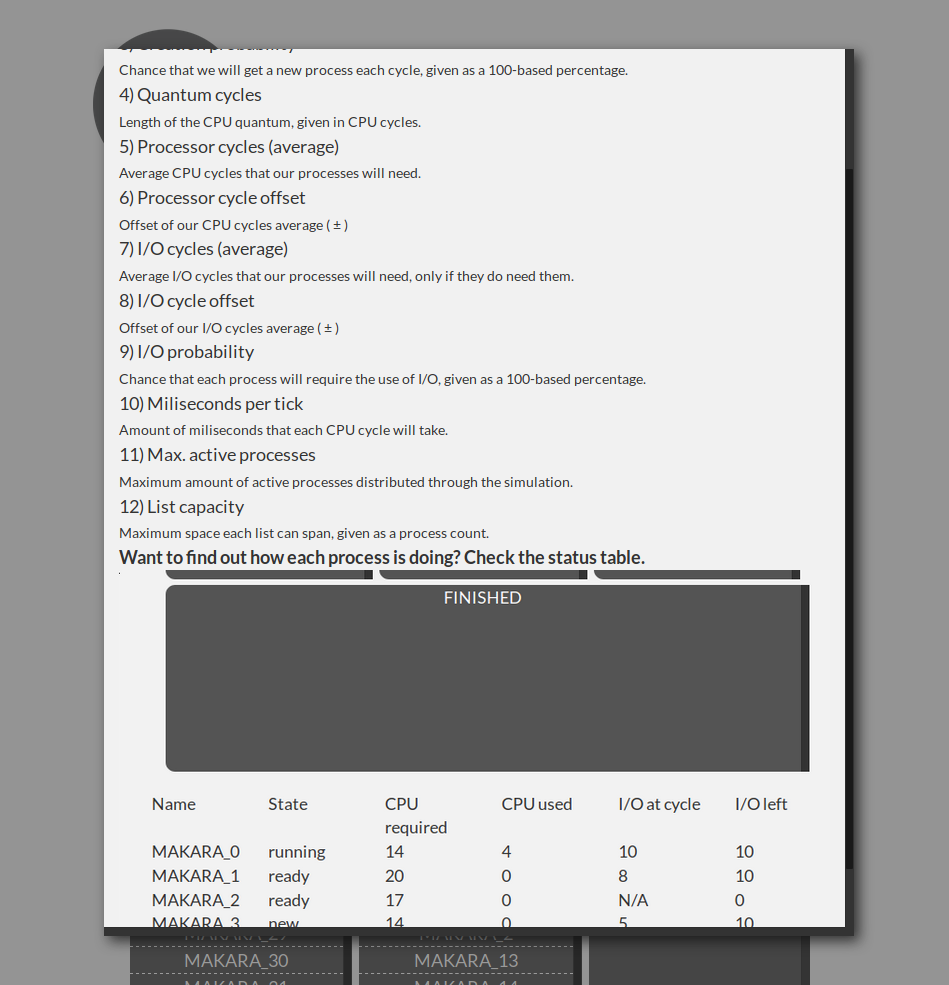 3) Creation probability
Chance that we will get a new process each cycle, given as a 100-based percentage.
4) Quantum cycles
Length of the CPU quantum, given in CPU cycles.
5) Processor cycles (average)
Average CPU cycles that our processes will need.
6) Processor cycle offset
Offset of our CPU cycles average ( ± )
7) I/O cycles (average)
Average I/O cycles that our processes will need, only if they do need them.
8) I/O cycle offset
Offset of our I/O cycles average ( ± )
9) I/O probability
Chance that each process will require the use of I/O, given as a 100-based percentage.
10) Miliseconds per tick
Amount of miliseconds that each CPU cycle will take.
11) Max. active processes
Maximum amount of active processes distributed through the simulation.
12) List capacity
Maximum space each list can span, given as a process count.
Want to find out how each process is doing? Check the status table.
FINISHED
Name State CPU required CPU used I/O at cycle I/O left
MAKARA_0 running 14 4 10 10
MAKARA_1 ready 20 0 8 10
MAKARA_2 ready 17 0 N/A 0
MAKARA_3 new 14 0 5 10
MAKARA_30 MAKARA_13